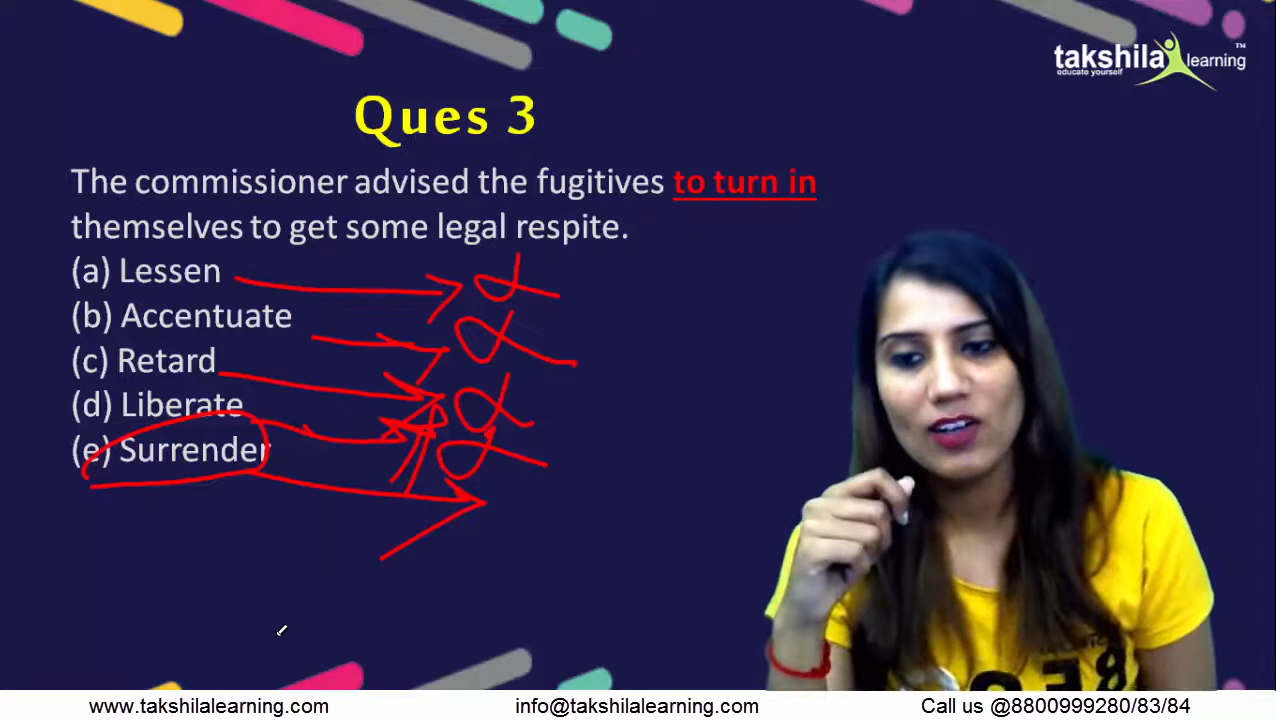 takshila learning™
educate yourself
Ques 3
The commissioner advised the fugitives to turn in
themselves to get some legal respite.
(a) Lessen
(b) Accentuate
(c) Retard
(d) Liberate
(e) Surrender
www.takshilalearning.com info@takshilalearning.com Call us @8800999280/83/84